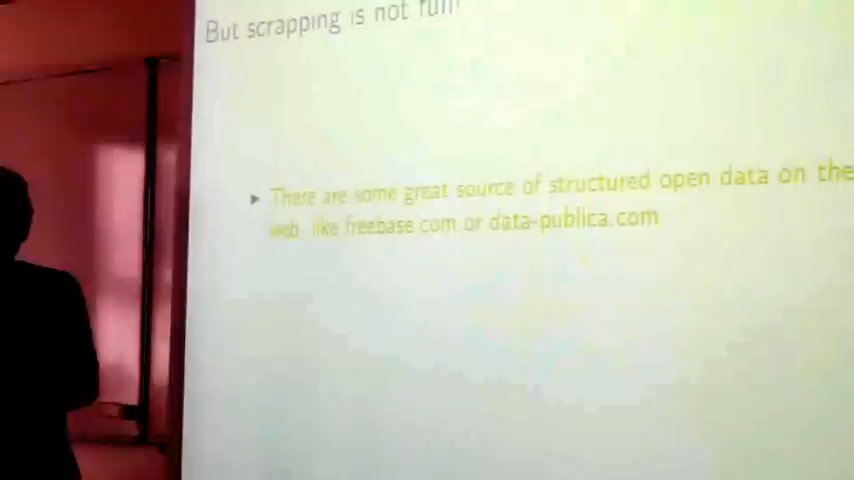 But scrapping is not fun!
There are some great source of structured open data on the
web like freebase com or data-publica.com